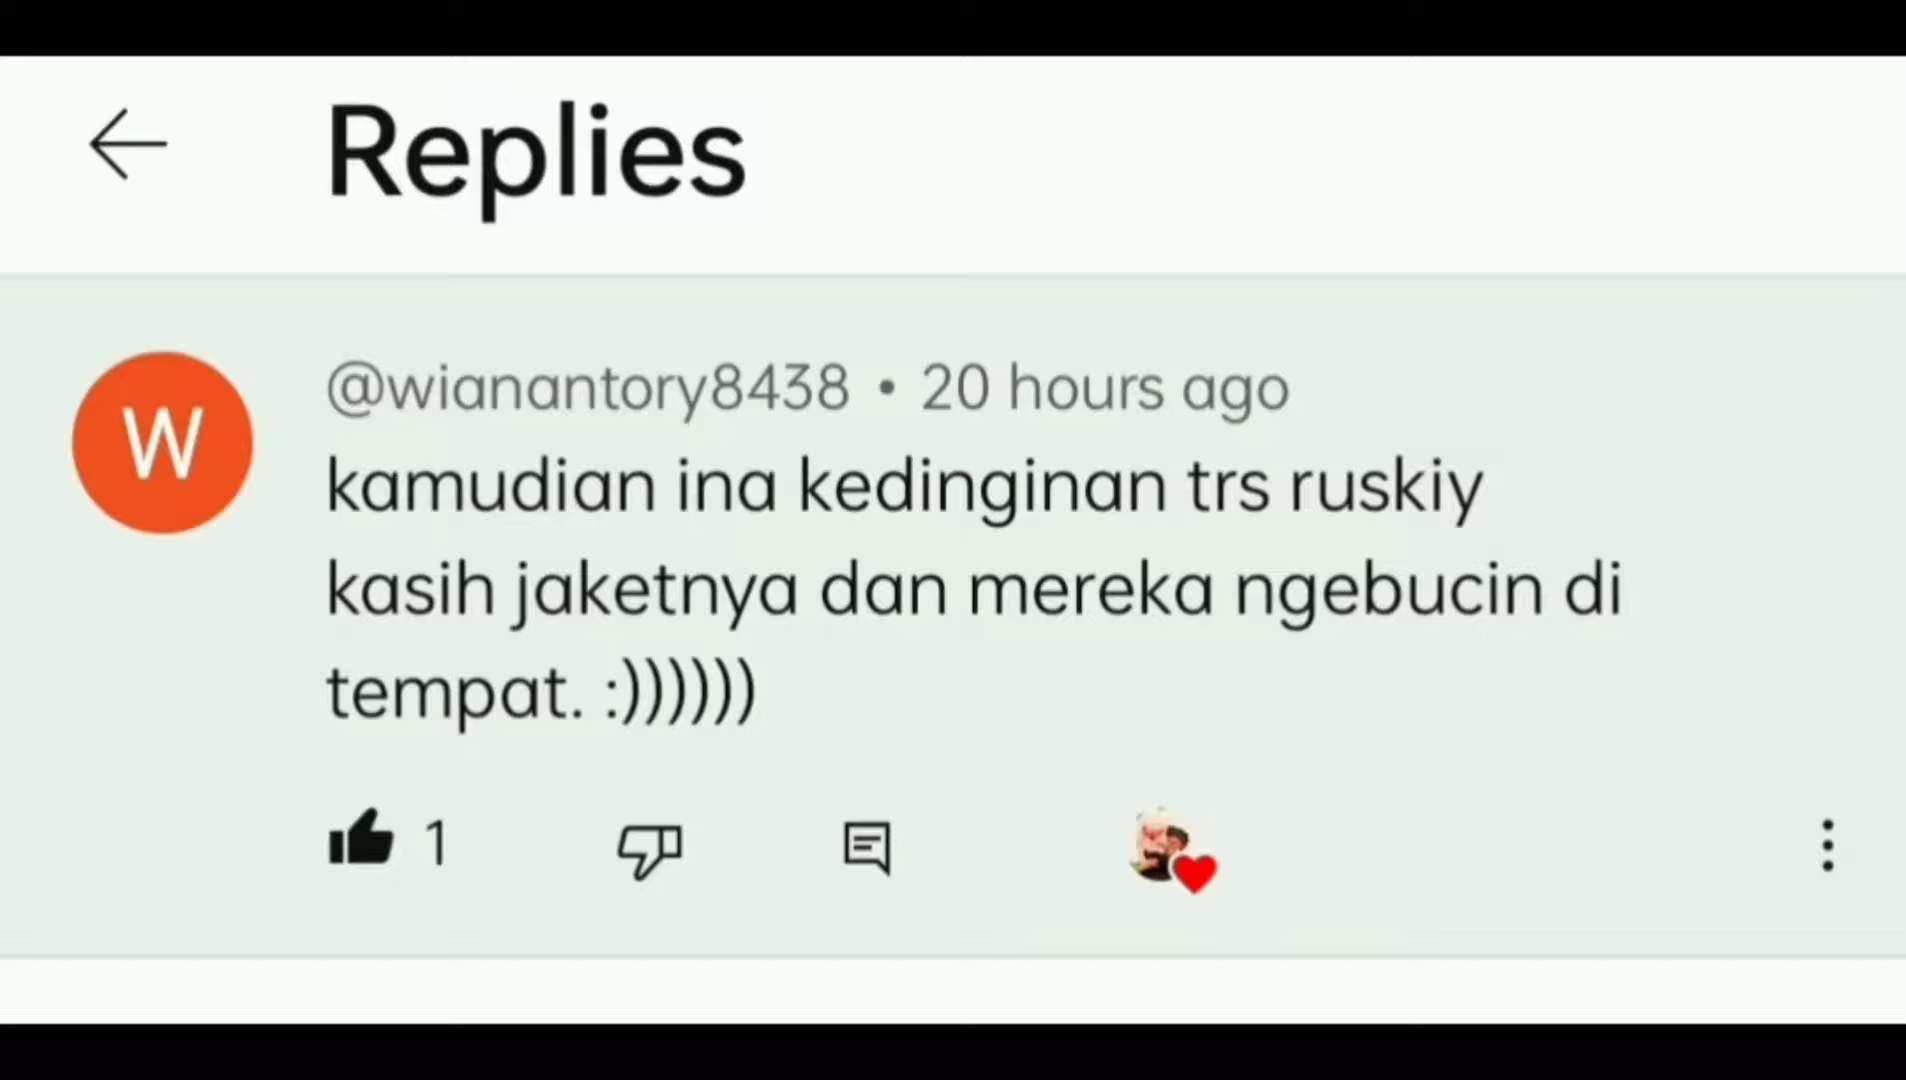 Replies
W
@wianantory8438 • 20 hours ago
kamudian ina kedinginan trs ruskiy
kasih jaketnya dan mereka ngebucin di
tempat. :))))))
1